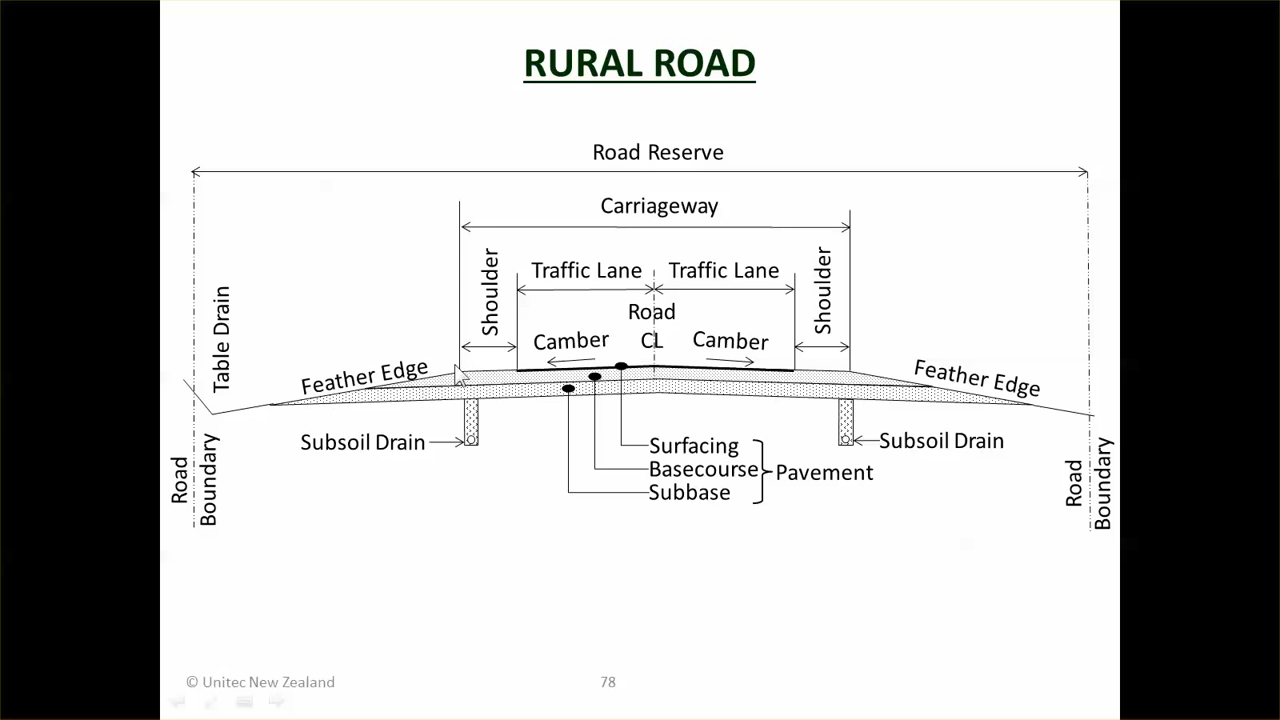 RURAL ROAD
Road Reserve
Carriageway
Shoulder
Traffic Lane
Traffic Lane
Shoulder
Road
CL
Camber
Camber
Table Drain
Feather Edge
Feather Edge
Subsoil Drain
Subsoil Drain
Surfacing
Basecourse
Subbase
Pavement
Road
Boundary
Road
Boundary
© Unitec New Zealand
78